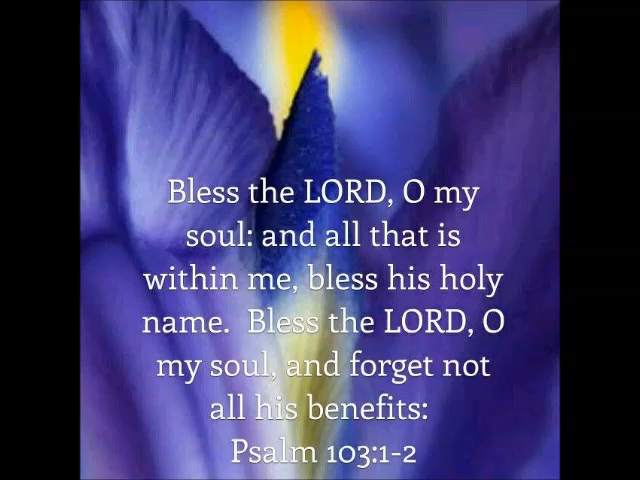 Bless the LORD, O my
soul: and all that is
within me, bless his holy
name.  Bless the LORD, O
my soul, and forget not
all his benefits:
Psalm 103:1-2